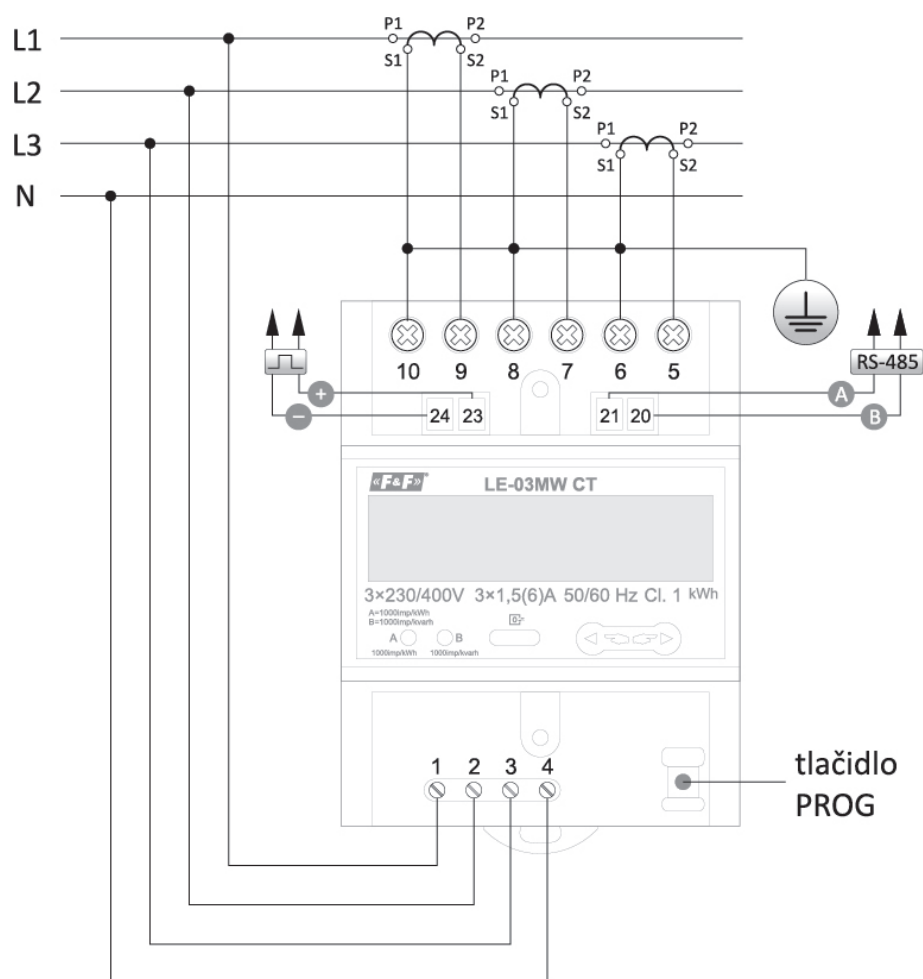 P1 P2
L1
S1 S2
P1 P2
L2
S1 S2
P1 P2
L3
S1 S2
N
10 9 8 7 6 5
RS-485
+
A
−
24 23 21 20
B
«F&F»® LE-03MW CT
3×230/400V 3×1,5(6)A 50/60 Hz Cl. 1 kWh
A=1000imp/kWh
B=1000imp/kvarh
A B
1000imp/kWh 1000imp/kvarh
1 2 3 4
tlačidlo
PROG